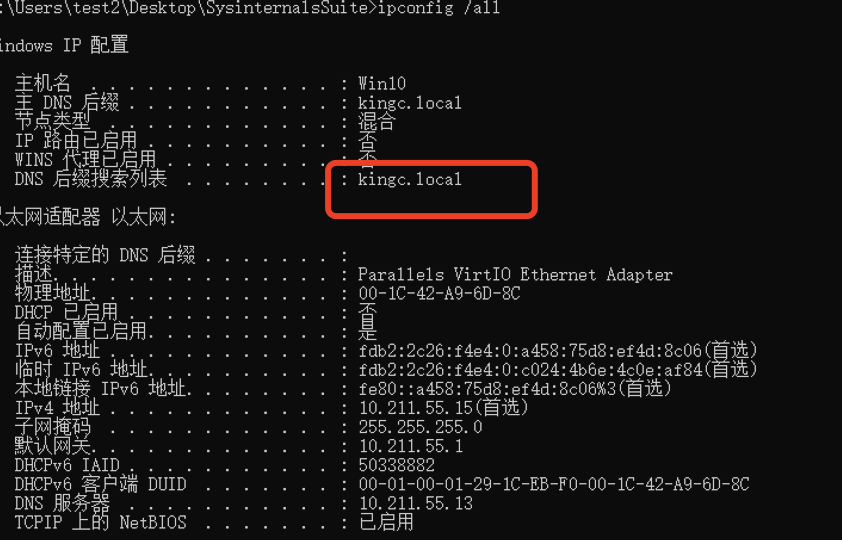 :\Users\test2\Desktop\SysinternalsSuite>ipconfig /all
indows IP 配置
主机名 . . . . . . . . . . . . . : Win10
主 DNS 后缀 . . . . . . . . . . . : kingc.local
节点类型 . . . . . . . . . . . . : 混合
IP 路由已启用 . . . . . . . . . . : 否
WINS 代理已启用 . . . . . . . . . : 否
DNS 后缀搜索列表 . . . . . . . . : kingc.local
以太网适配器 以太网:
连接特定的 DNS 后缀 . . . . . . . :
描述. . . . . . . . . . . . . . . : Parallels VirtIO Ethernet Adapter
物理地址. . . . . . . . . . . . . : 00-1C-42-A9-6D-8C
DHCP 已启用 . . . . . . . . . . . : 否
自动配置已启用. . . . . . . . . . : 是
IPv6 地址 . . . . . . . . . . . . : fdb2:2c26:f4e4:0:a458:75d8:ef4d:8c06(首选)
临时 IPv6 地址. . . . . . . . . . : fdb2:2c26:f4e4:0:c024:4b6e:4c0e:af84(首选)
本地链接 IPv6 地址. . . . . . . . : fe80::a458:75d8:ef4d:8c06%3(首选)
IPv4 地址 . . . . . . . . . . . . : 10.211.55.15(首选)
子网掩码 . . . . . . . . . . . . : 255.255.255.0
默认网关. . . . . . . . . . . . . : 10.211.55.1
DHCPv6 IAID . . . . . . . . . . . : 50338882
DHCPv6 客户端 DUID . . . . . . . : 00-01-00-01-29-1C-EB-F0-00-1C-42-A9-6D-8C
DNS 服务器 . . . . . . . . . . . : 10.211.55.13
TCPIP 上的 NetBIOS . . . . . . . : 已启用